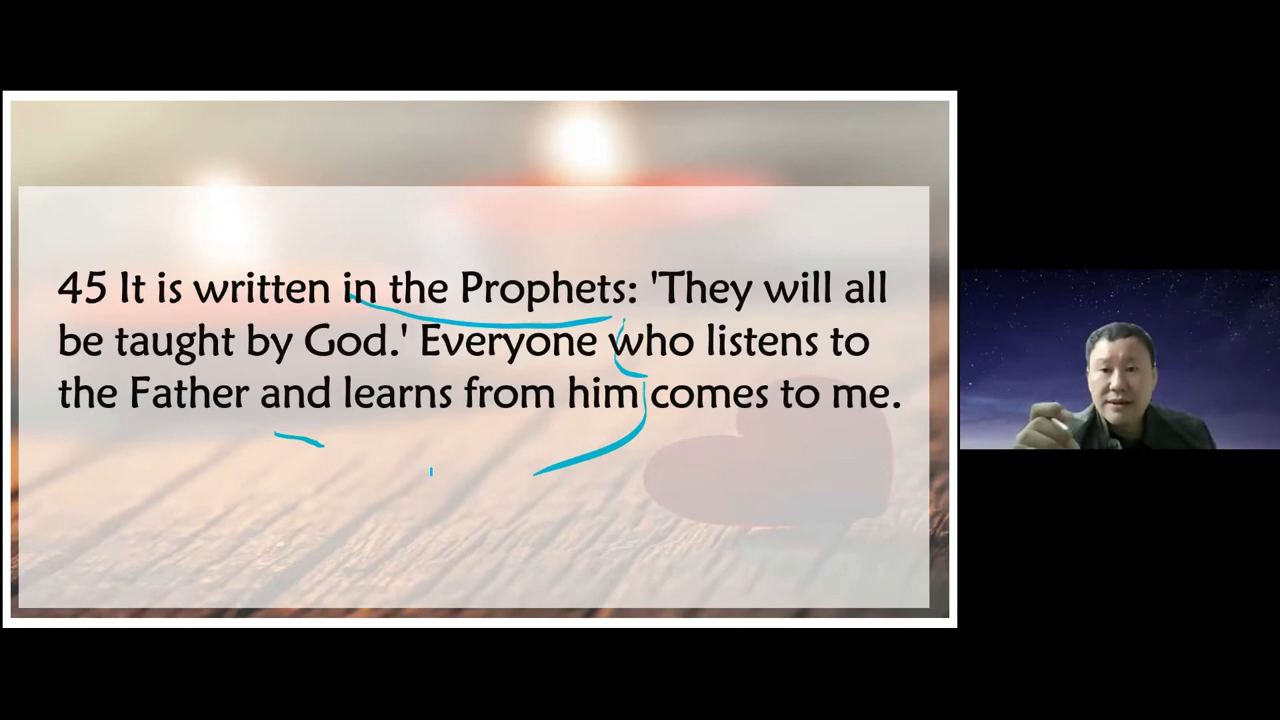 45 It is written in the Prophets: 'They will all
be taught by God.' Everyone who listens to
the Father and learns from him comes to me.